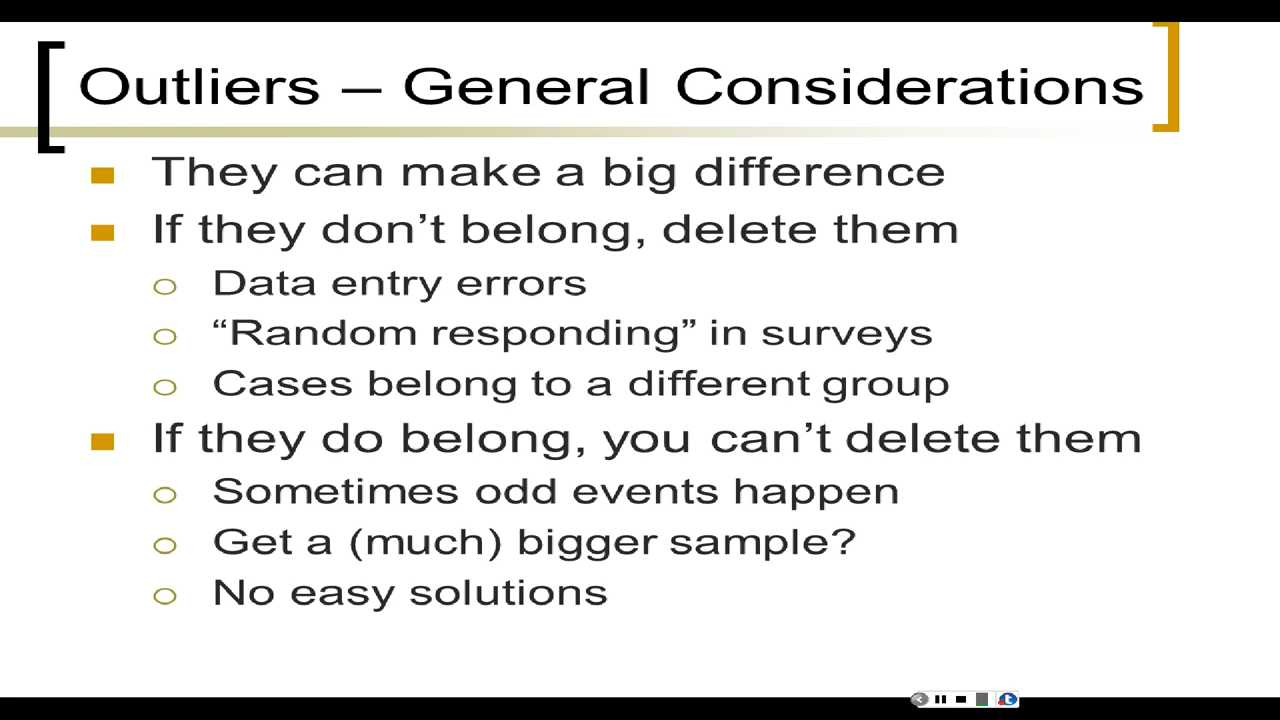 Outliers – General Considerations
They can make a big difference
If they don’t belong, delete them
Data entry errors
“Random responding” in surveys
Cases belong to a different group
If they do belong, you can’t delete them
Sometimes odd events happen
Get a (much) bigger sample?
No easy solutions